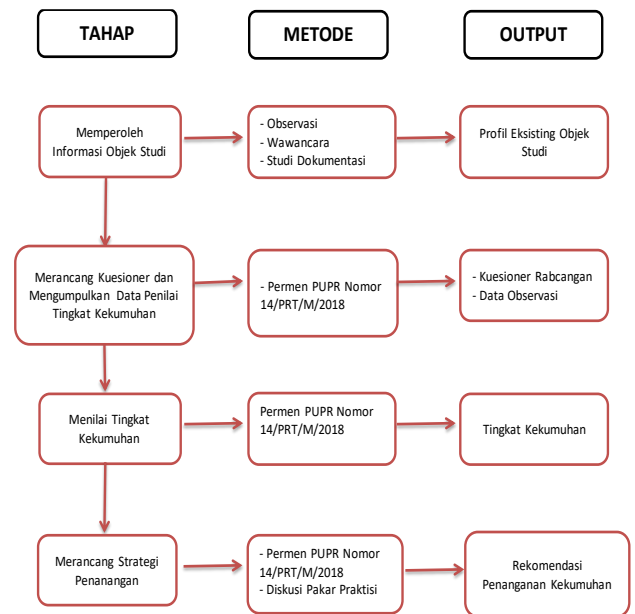 TAHAP
METODE
OUTPUT
Memperoleh
Informasi Objek Studi
- Observasi
- Wawancara
- Studi Dokumentasi
Profil Eksisting Objek
Studi
Merancang Kuesioner dan
Mengumpulkan Data Penilai
Tingkat Kekumuhan
- Permen PUPR Nomor
14/PRT/M/2018
- Kuesioner Rabcangan
- Data Observasi
Menilai Tingkat
Kekumuhan
Permen PUPR Nomor
14/PRT/M/2018
Tingkat Kekumuhan
Merancang Strategi
Penanangan
- Permen PUPR Nomor
14/PRT/M/2018
- Diskusi Pakar Praktisi
Rekomendasi
Penanganan Kekumuhan